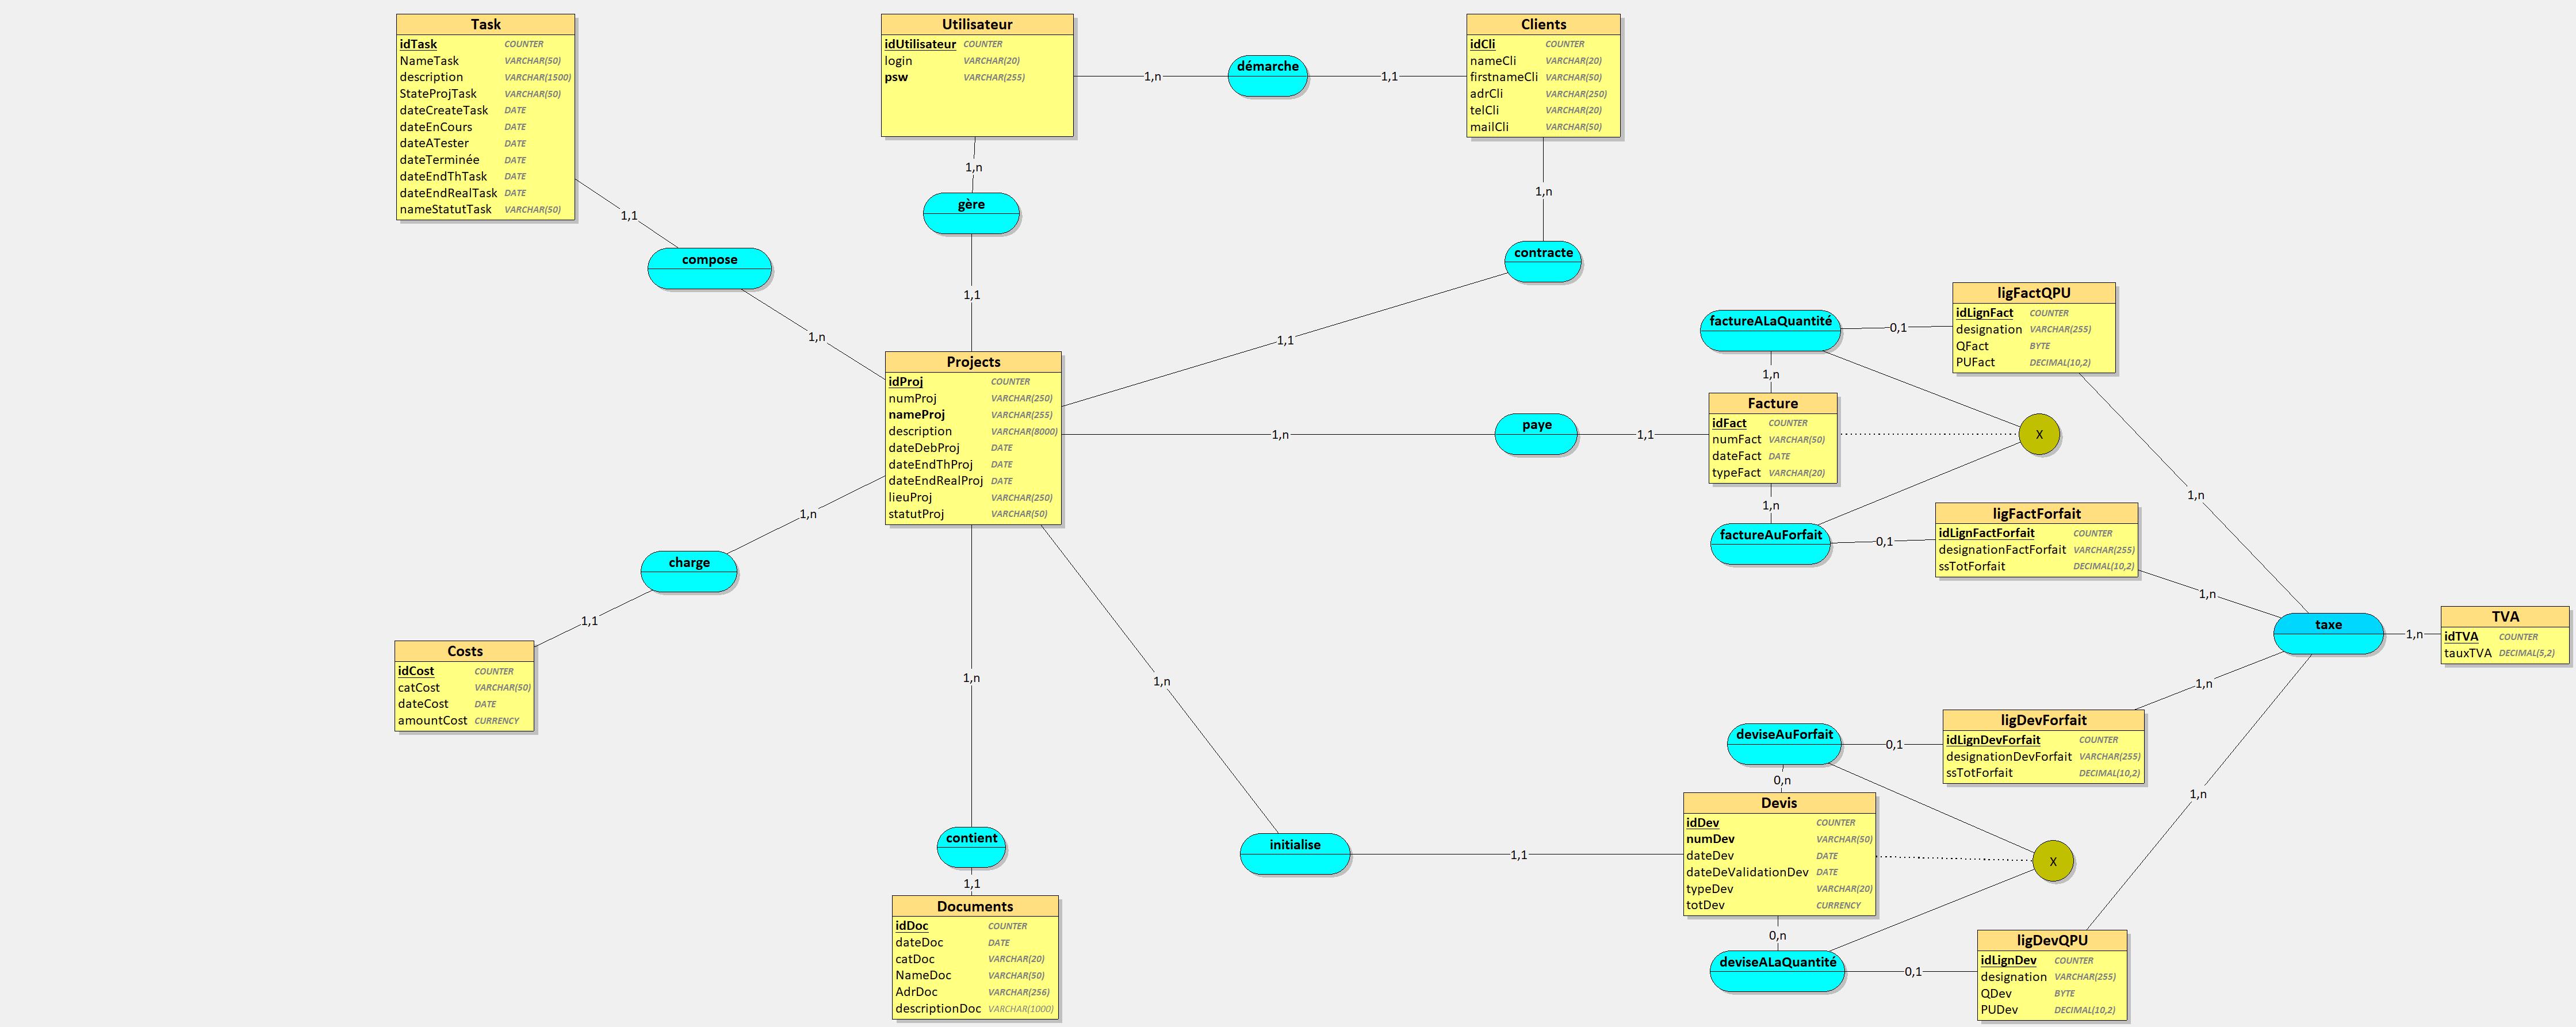 Task
idTask COUNTER
NameTask VARCHAR(50)
description VARCHAR(1500)
StateProjTask VARCHAR(50)
dateCreateTask DATE
dateEnCours DATE
dateATester DATE
dateTerminée DATE
dateEndThTask DATE
dateEndRealTask DATE
nameStatutTask VARCHAR(50)
Utilisateur
idUtilisateur COUNTER
login VARCHAR(20)
psw VARCHAR(255)
1,n
démarche
1,1
Clients
idCli COUNTER
nameCli VARCHAR(20)
firstnameCli VARCHAR(50)
adrCli VARCHAR(250)
telCli VARCHAR(20)
mailCli VARCHAR(50)
1,n
gère
1,1
1,n
contracte
1,1
1,1
compose
1,n
Projects
idProj COUNTER
numProj VARCHAR(250)
nameProj VARCHAR(255)
description VARCHAR(8000)
dateDebProj DATE
dateEndThProj DATE
dateEndRealProj DATE
lieuProj VARCHAR(250)
statutProj VARCHAR(50)
1,n
paye
1,1
factureALaQuantité
0,1
1,n
ligFactQPU
idLignFact COUNTER
designation VARCHAR(255)
QFact BYTE
PUFact DECIMAL(10,2)
Facture
idFact COUNTER
numFact VARCHAR(50)
dateFact DATE
typeFact VARCHAR(20)
X
1,n
factureAuForfait
0,1
ligFactForfait
idLignFactForfait COUNTER
designationFactForfait VARCHAR(255)
ssTotForfait DECIMAL(10,2)
1,n
1,n
taxe
1,n
TVA
idTVA COUNTER
tauxTVA DECIMAL(5,2)
1,n
charge
1,1
Costs
idCost COUNTER
catCost VARCHAR(50)
dateCost DATE
amountCost CURRENCY
1,n
contient
1,1
Documents
idDoc COUNTER
dateDoc DATE
catDoc VARCHAR(20)
NameDoc VARCHAR(50)
AdrDoc VARCHAR(256)
descriptionDoc VARCHAR(1000)
1,n
initialise
1,1
deviseAuForfait
0,1
0,n
ligDevForfait
idLignDevForfait COUNTER
designationDevForfait VARCHAR(255)
ssTotForfait DECIMAL(10,2)
1,n
1,n
Devis
idDev COUNTER
numDev VARCHAR(50)
dateDev DATE
dateDeValidationDev DATE
typeDev VARCHAR(20)
totDev CURRENCY
X
0,n
deviseALaQuantité
0,1
ligDevQPU
idLignDev COUNTER
designation VARCHAR(255)
QDev BYTE
PUDev DECIMAL(10,2)